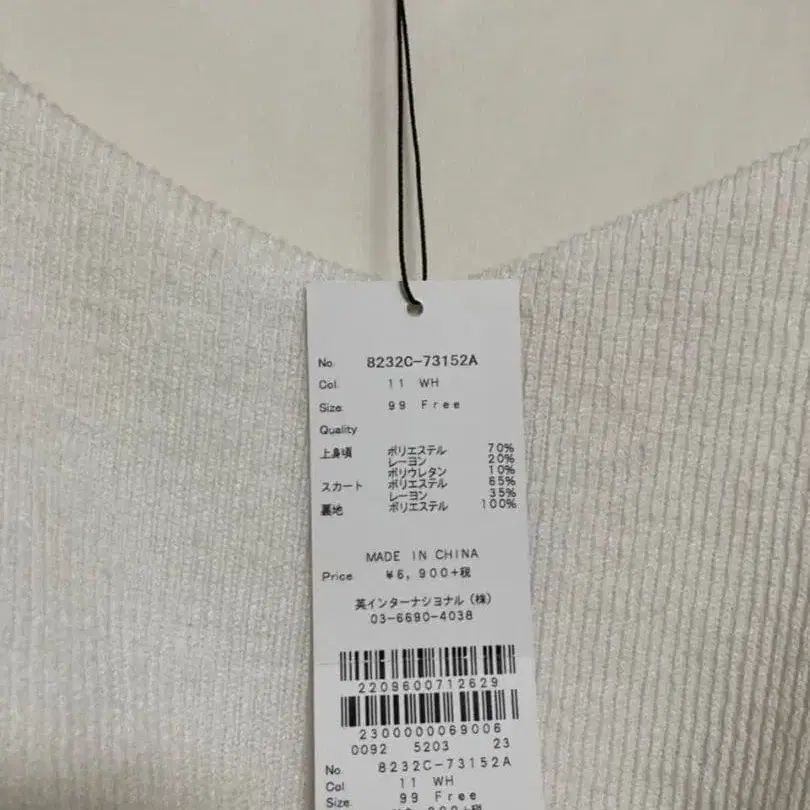 No. 8232C-73152A
Col. 11 WH
Size 99 Free
Quality
上身頃 ポリエステル 70%
レーヨン 20%
ポリウレタン 10%
スカート ポリエステル 65%
レーヨン 35%
裏地 ポリエステル 100%
MADE IN CHINA
Price ¥6,900+税
英インターナショナル(株)
03-6690-4038
2209600712629
2300000069006
0092 5203 23
No 8232C-73152A
Col 11 WH
Size 99 Free